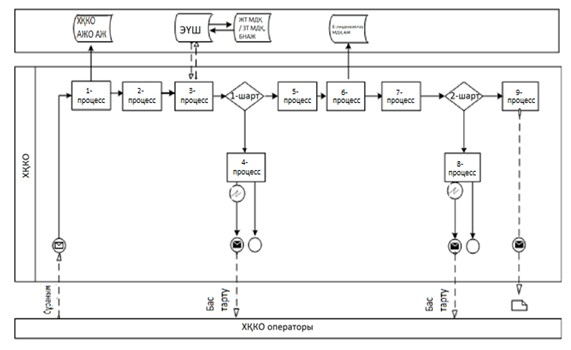 ХҚКО
АЖО АЖ
ЭҮШ
ЖТ МДҚ
/ ЗТ МДҚ,
БНАЖ
1-
процесс
2-
процесс
3-
процесс
1-шарт
5-
процесс
6-
процесс
7-
процесс
2-шарт
9-
процесс
4-
процесс
8-
процесс
ХҚКО
Сұраным
Бас
тарту
Бас
тарту
ХҚКО операторы